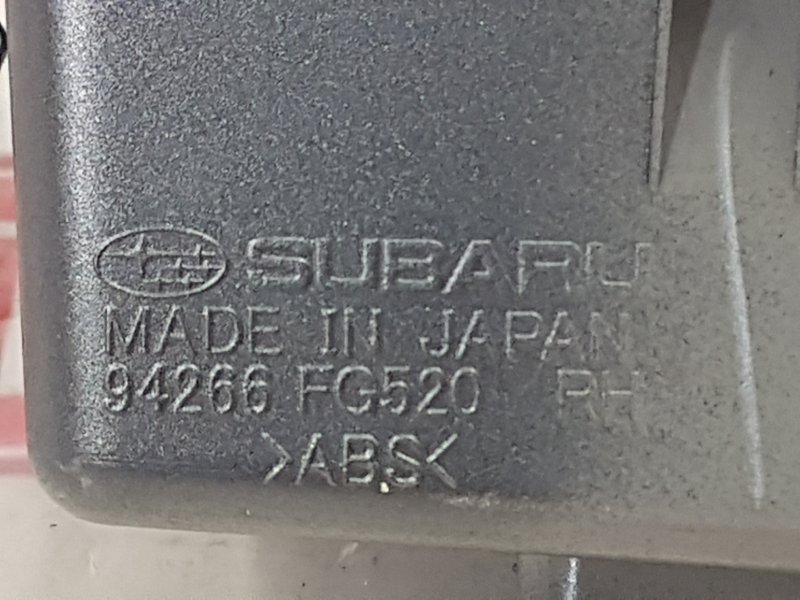 SUBARU
MADE IN JAPAN
94266 FG520 RH
>ABS<